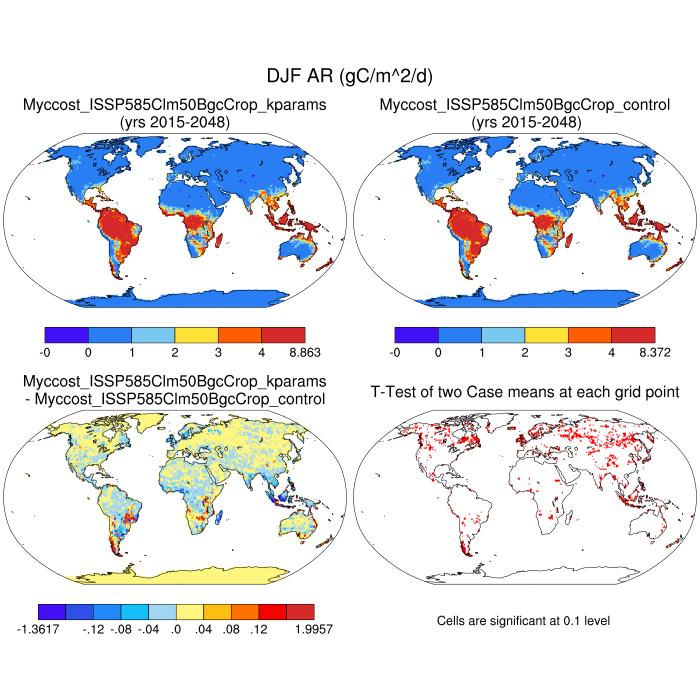 DJF AR (gC/m^2/d)
Myccost_ISSP585Clm50BgcCrop_kparams
(yrs 2015-2048)
Myccost_ISSP585Clm50BgcCrop_control
(yrs 2015-2048)
-0 0 1 2 3 4 8.863
-0 0 1 2 3 4 8.372
Myccost_ISSP585Clm50BgcCrop_kparams
- Myccost_ISSP585Clm50BgcCrop_control
T-Test of two Case means at each grid point
-1.3617 -.12 -.08 -.04 .0 .04 .08 .12 1.9957
Cells are significant at 0.1 level